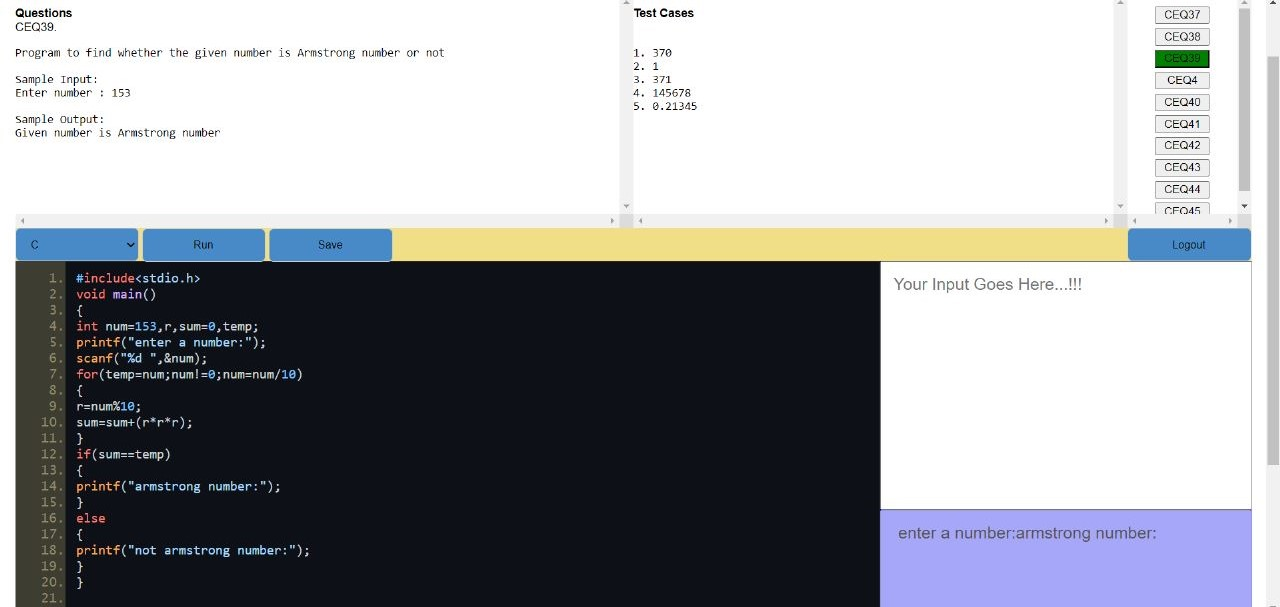 Questions
CEQ39.
Program to find whether the given number is Armstrong number or not
Sample Input:
Enter number : 153
Sample Output:
Given number is Armstrong number
Test Cases
1. 370
2. 1
3. 371
4. 145678
5. 0.21345
CEQ37
CEQ38
CEQ39
CEQ4
CEQ40
CEQ41
CEQ42
CEQ43
CEQ44
CEQ45
C
Run
Save
Logout
1. #include<stdio.h>
2. void main()
3. {
4. int num=153,r,sum=0,temp;
5. printf("enter a number:");
6. scanf("%d ",&num);
7. for(temp=num;num!=0;num=num/10)
8. {
9. r=num%10;
10. sum=sum+(r*r*r);
11. }
12. if(sum==temp)
13. {
14. printf("armstrong number:");
15. }
16. else
17. {
18. printf("not armstrong number:");
19. }
20. }
21.
Your Input Goes Here...!!!
enter a number:armstrong number: